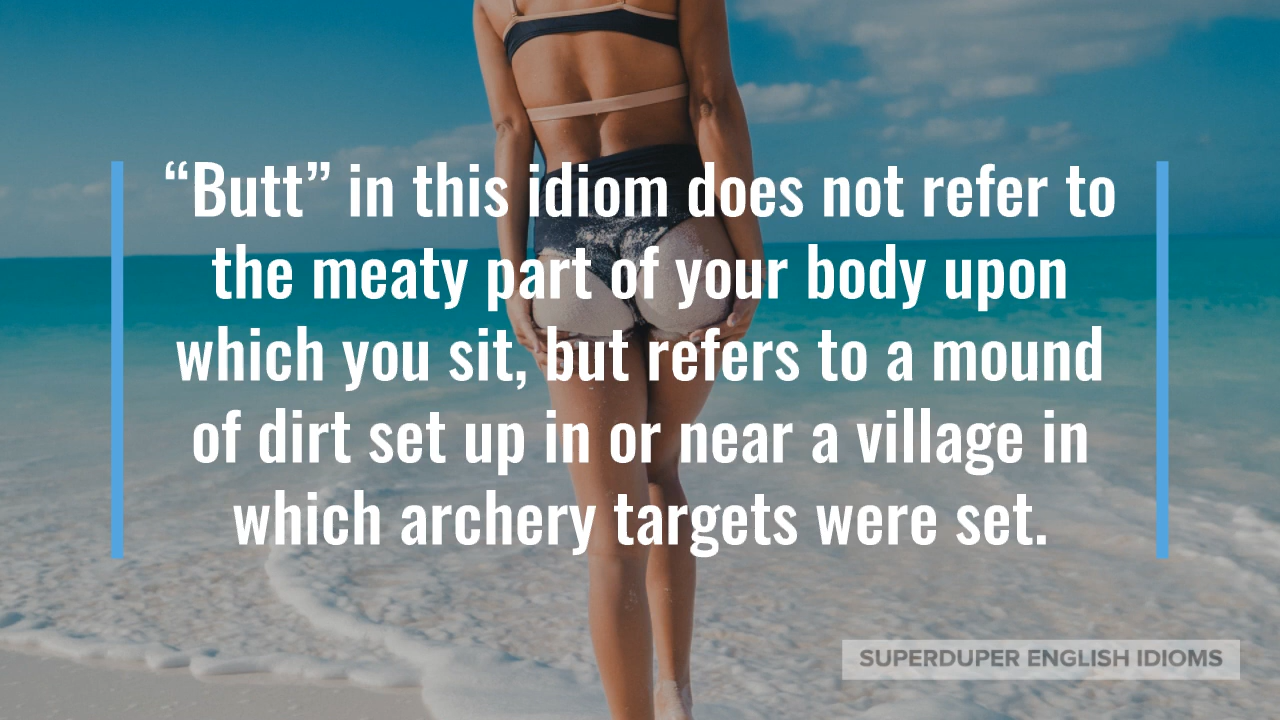 “Butt” in this idiom does not refer to
the meaty part of your body upon
which you sit, but refers to a mound
of dirt set up in or near a village in
which archery targets were set.
SUPERDUPER ENGLISH IDIOMS